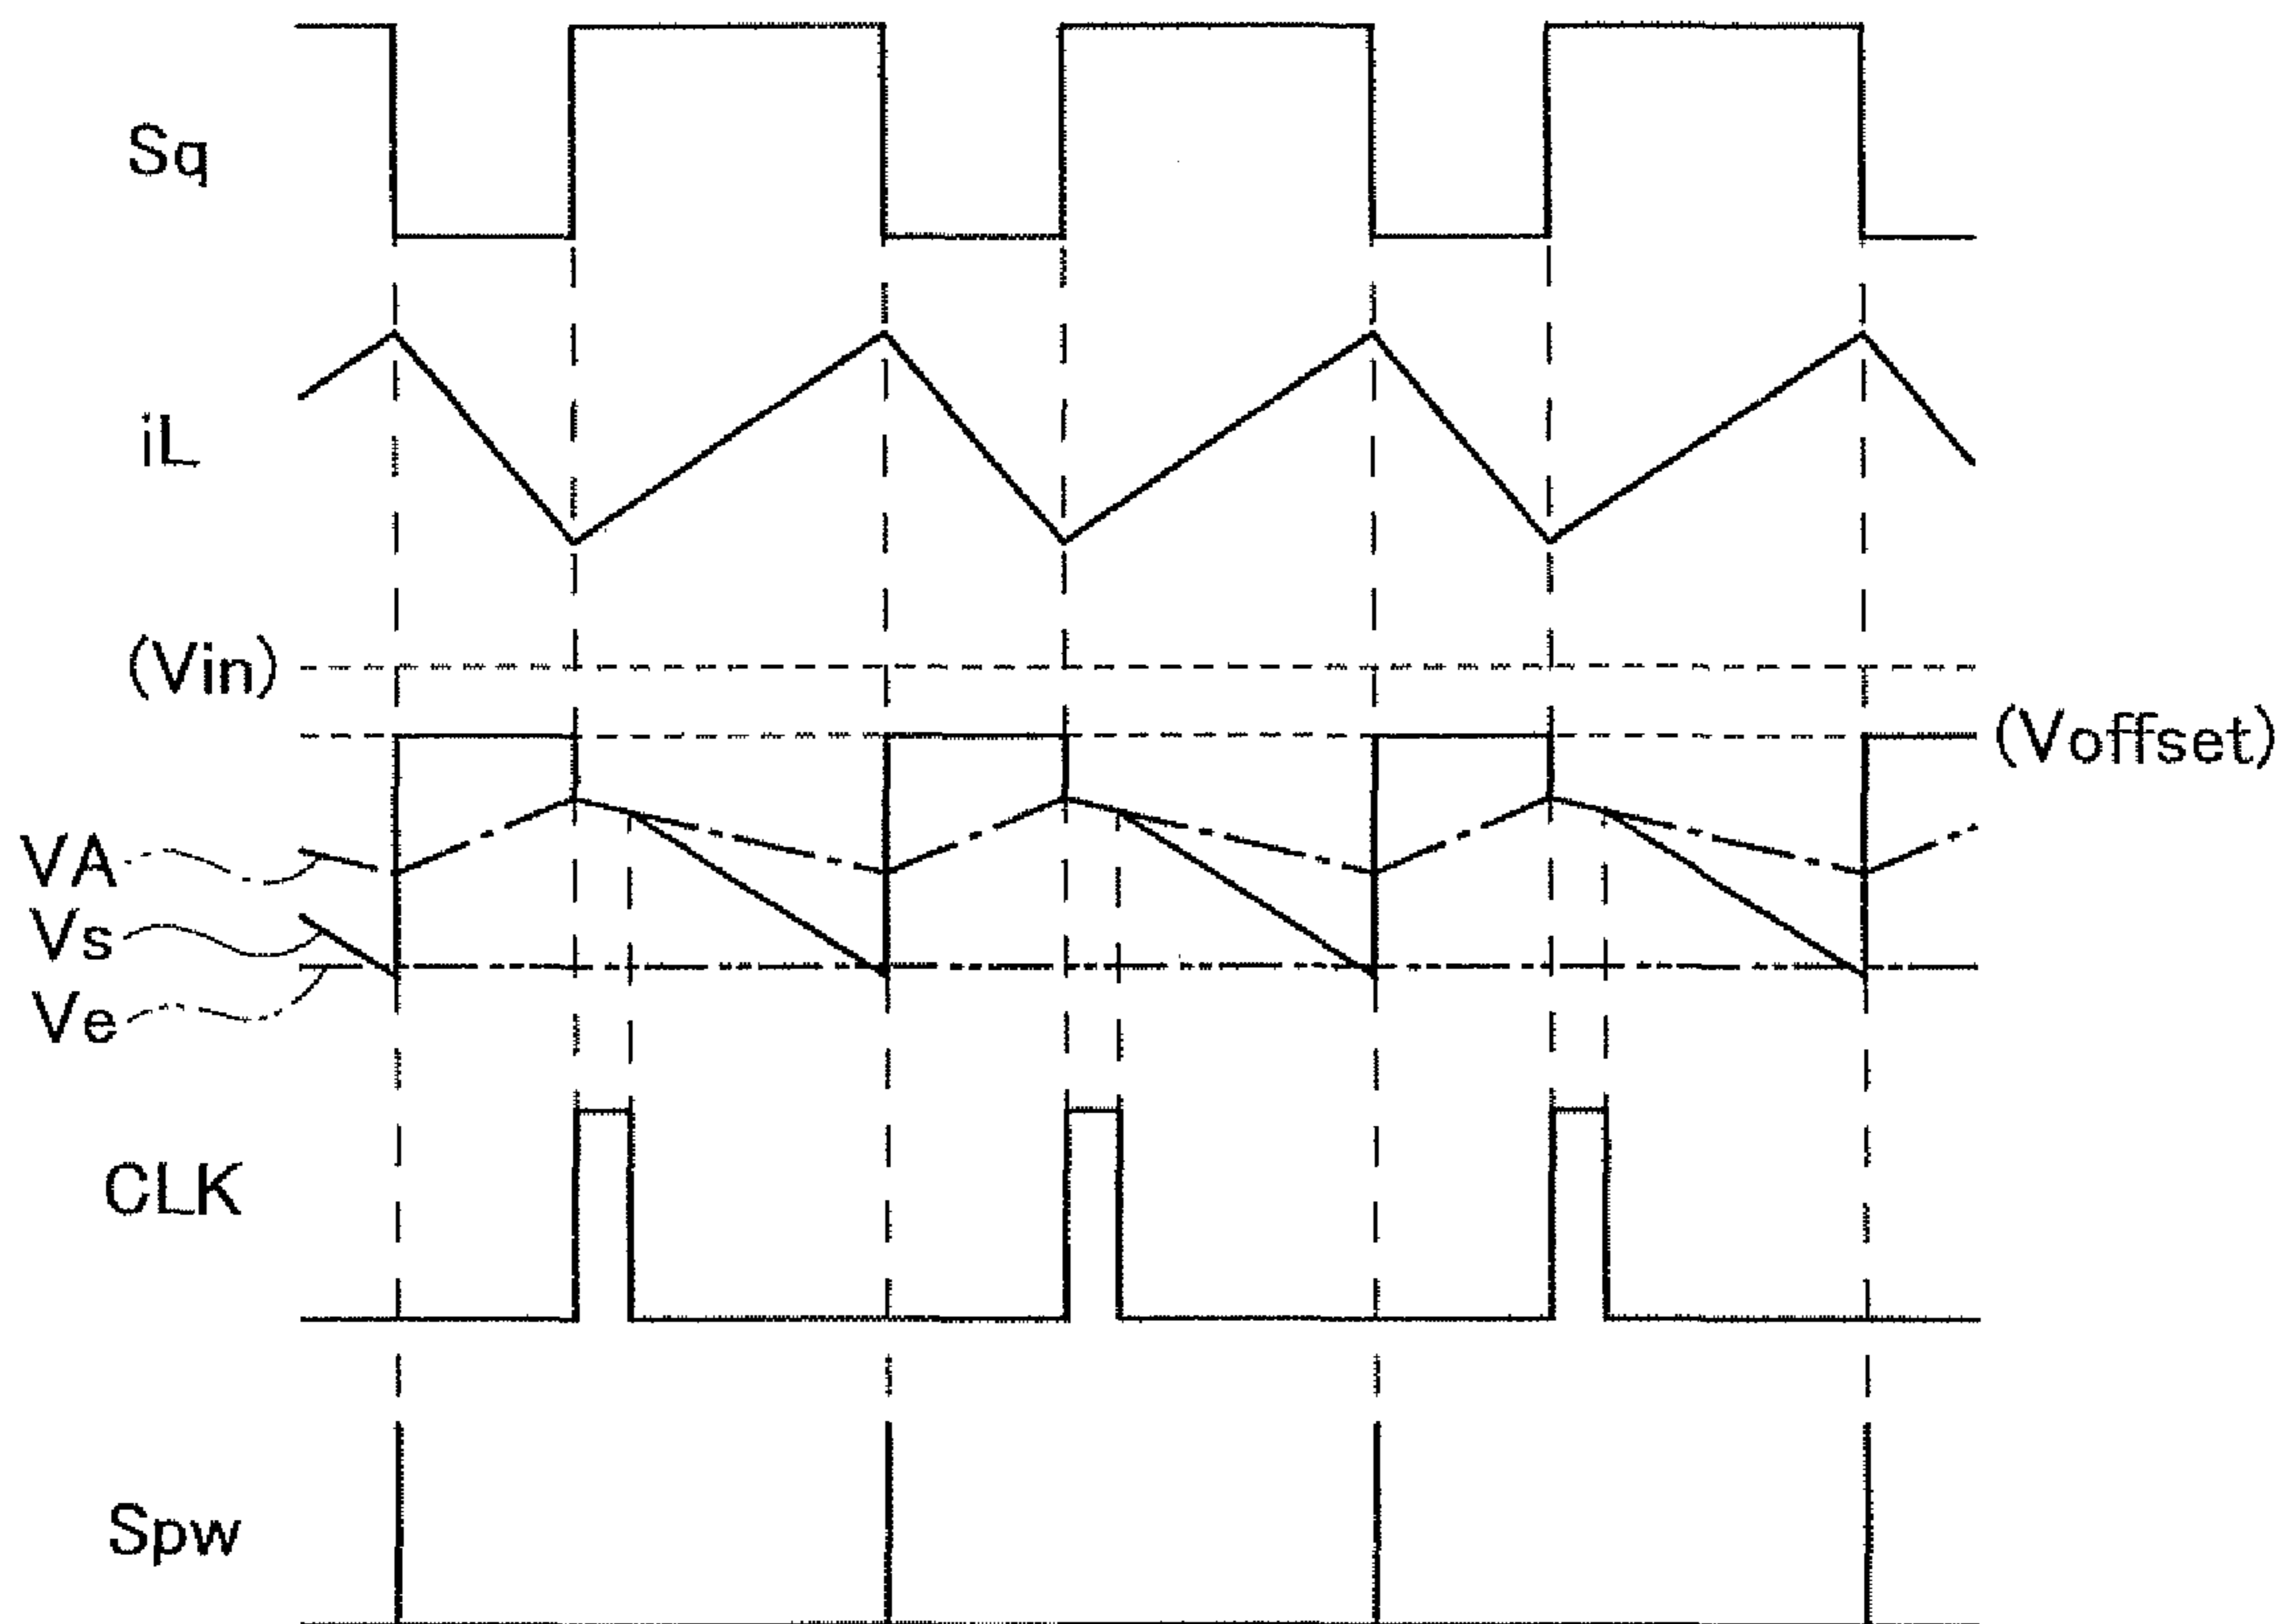 Sq
iL
(Vin)
(Voffset)
VA
Vs
Ve
CLK
Spw